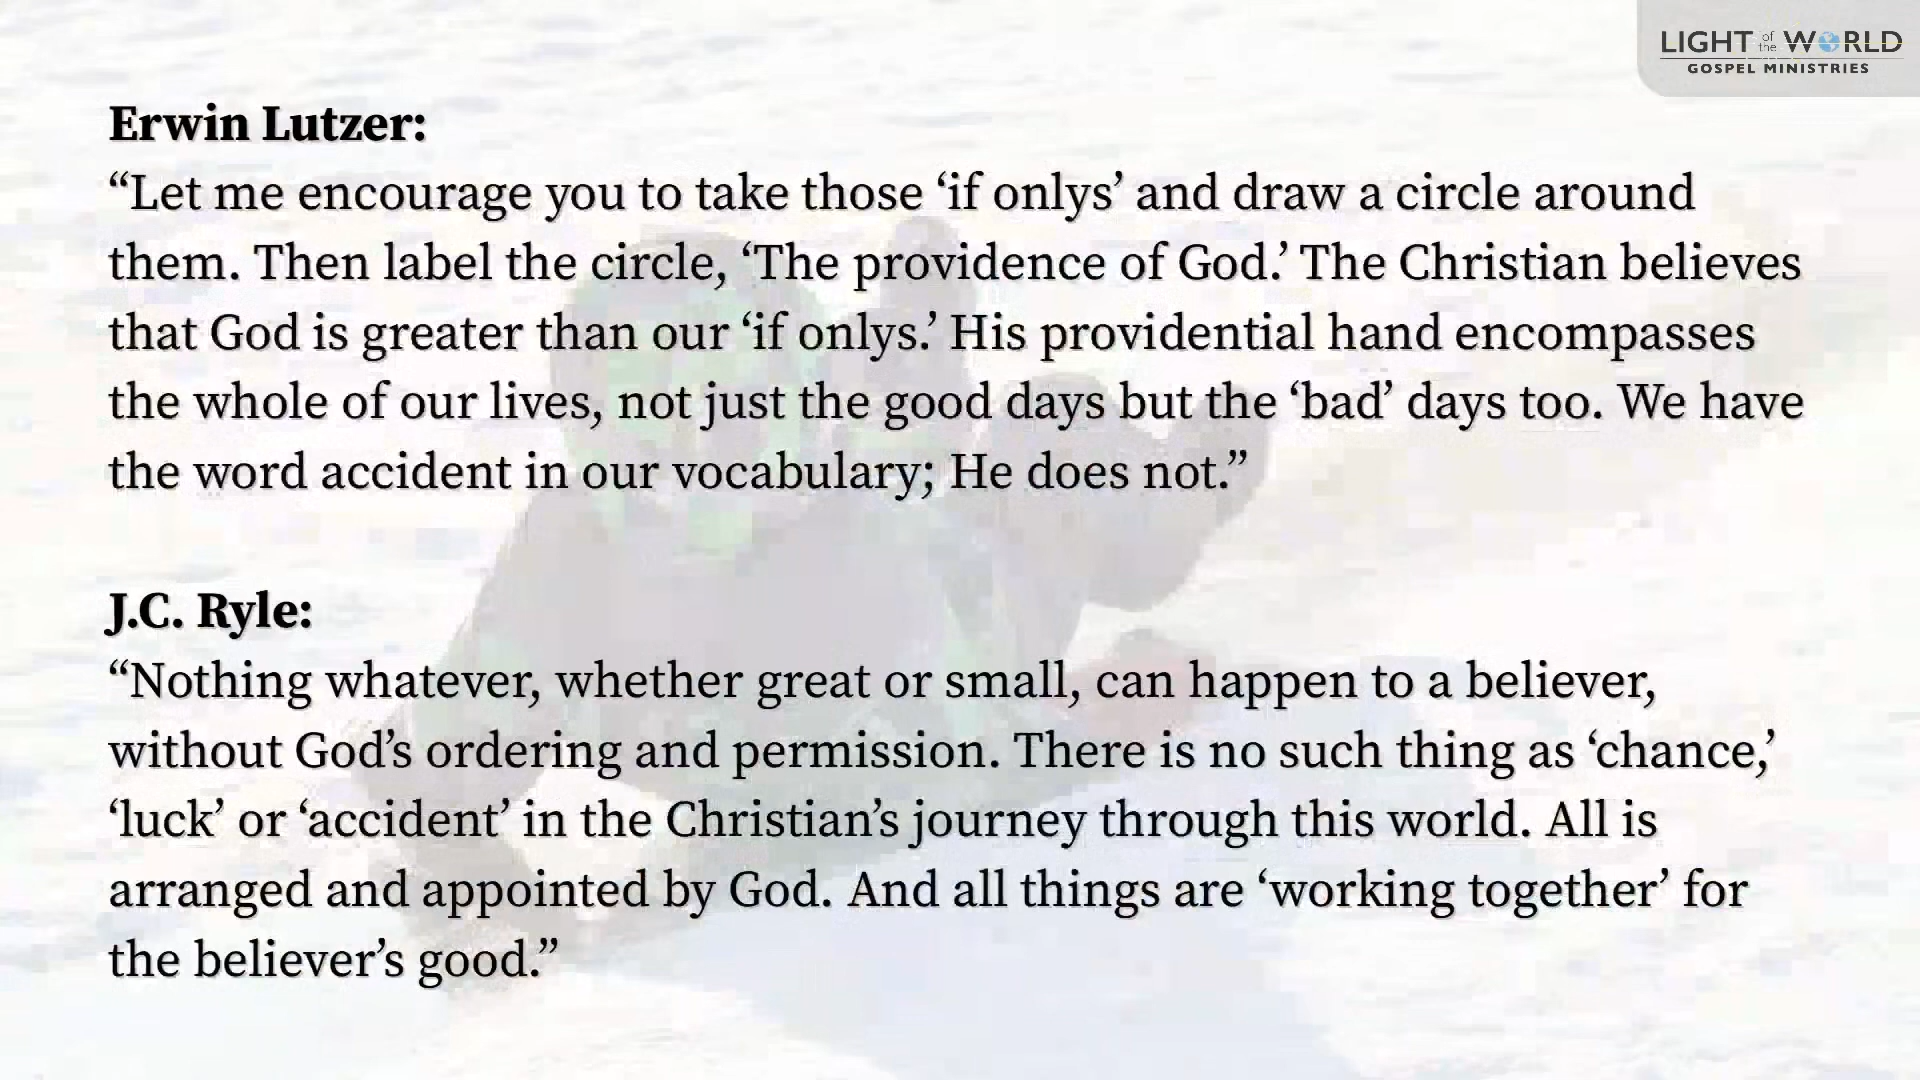 LIGHT of the WORLD
GOSPEL MINISTRIES
Erwin Lutzer:
“Let me encourage you to take those ‘if onlys’ and draw a circle around
them. Then label the circle, ‘The providence of God.’ The Christian believes
that God is greater than our ‘if onlys.’ His providential hand encompasses
the whole of our lives, not just the good days but the ‘bad’ days too. We have
the word accident in our vocabulary; He does not.”
J.C. Ryle:
“Nothing whatever, whether great or small, can happen to a believer,
without God’s ordering and permission. There is no such thing as ‘chance,’
‘luck’ or ‘accident’ in the Christian’s journey through this world. All is
arranged and appointed by God. And all things are ‘working together’ for
the believer’s good.”